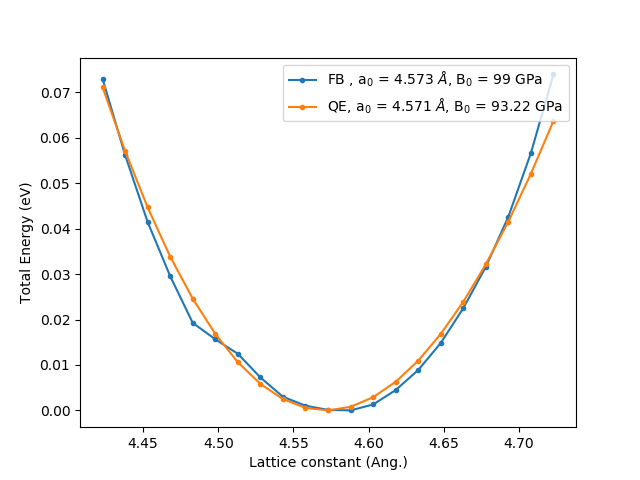 FB , a₀ = 4.573 Å, B₀ = 99 GPa
QE, a₀ = 4.571 Å, B₀ = 93.22 GPa
0.07
0.06
0.05
0.04
0.03
0.02
0.01
0.00
Total Energy (eV)
4.45 4.50 4.55 4.60 4.65 4.70
Lattice constant (Ang.)